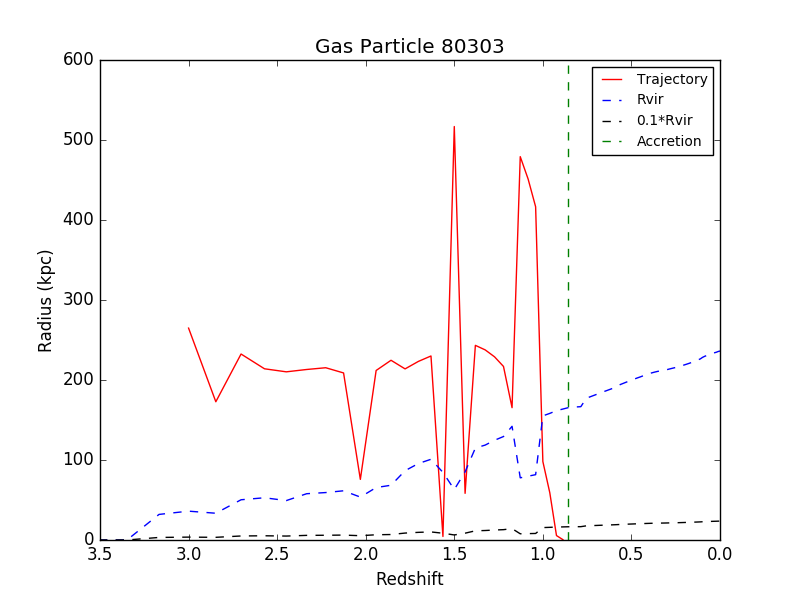 Gas Particle 80303
600
500
400
300
200
100
0
Radius (kpc)
Trajectory
Rvir
0.1*Rvir
Accretion
3.5 3.0 2.5 2.0 1.5 1.0 0.5 0.0
Redshift